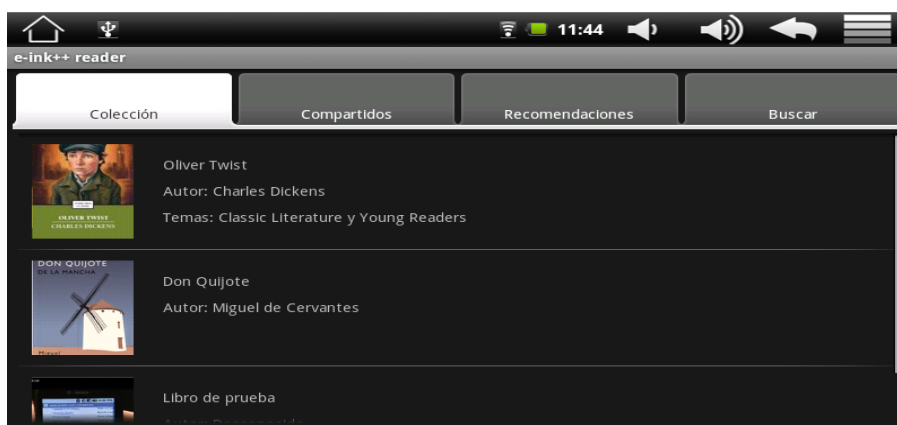 11:44
e-ink++ reader
Colección
Compartidos
Recomendaciones
Buscar
OLIVER TWIST
CHARLES DICKENS
Oliver Twist
Autor: Charles Dickens
Temas: Classic Literature y Young Readers
DON QUIJOTE
DE LA MANCHA
Miguel
Don Quijote
Autor: Miguel de Cervantes
Libro de prueba